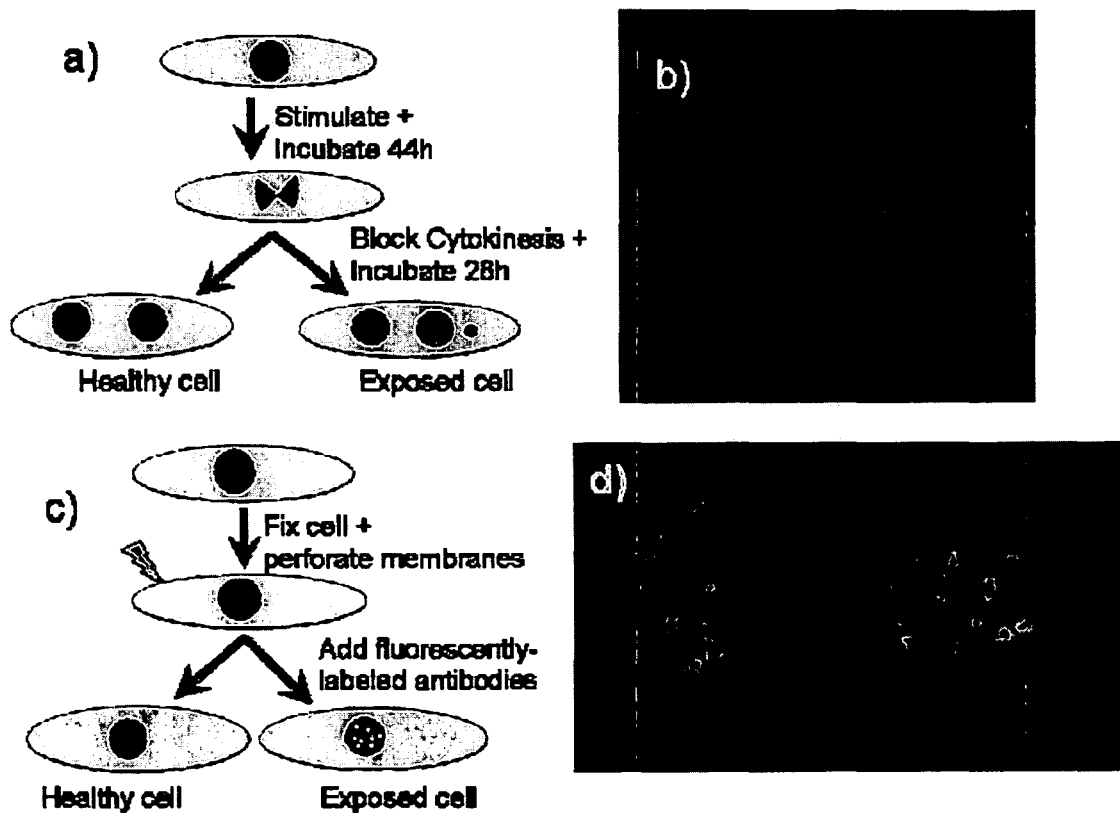 a)
Stimulate +
Incubate 44h
Block Cytokinesis +
Incubate 28h
Healthy cell
Exposed cell
b)
c)
Fix cell +
perforate membranes
Add fluorescently-
labeled antibodies
Healthy cell
Exposed cell
d)